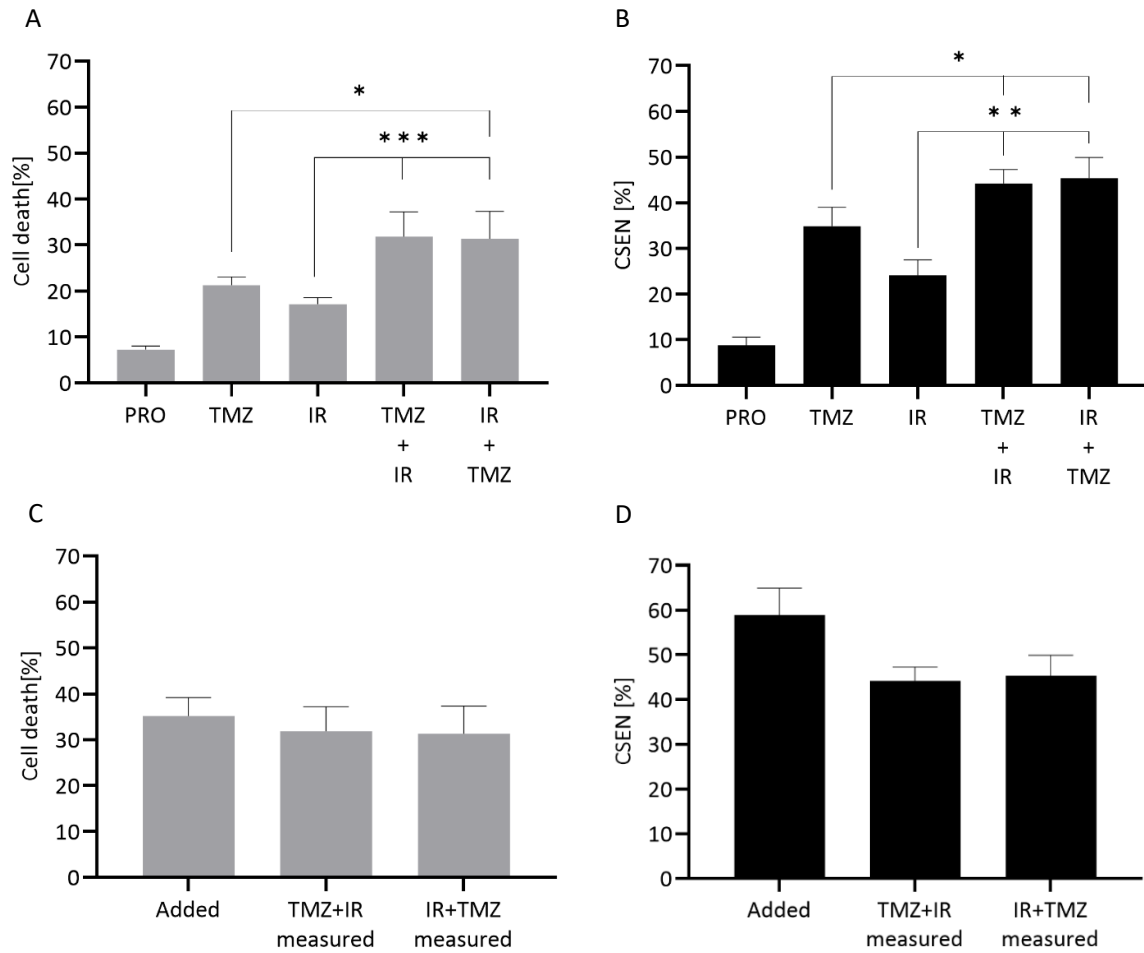 A
Cell death[%]
70
60
50
40
30
20
10
0
*
***
PRO
TMZ
IR
TMZ
+
IR
IR
+
TMZ
B
CSEN [%]
70
60
50
40
30
20
10
0
*
**
PRO
TMZ
IR
TMZ
+
IR
IR
+
TMZ
C
Cell death[%]
70
60
50
40
30
20
10
0
Added
TMZ+IR
measured
IR+TMZ
measured
D
CSEN [%]
70
60
50
40
30
20
10
0
Added
TMZ+IR
measured
IR+TMZ
measured